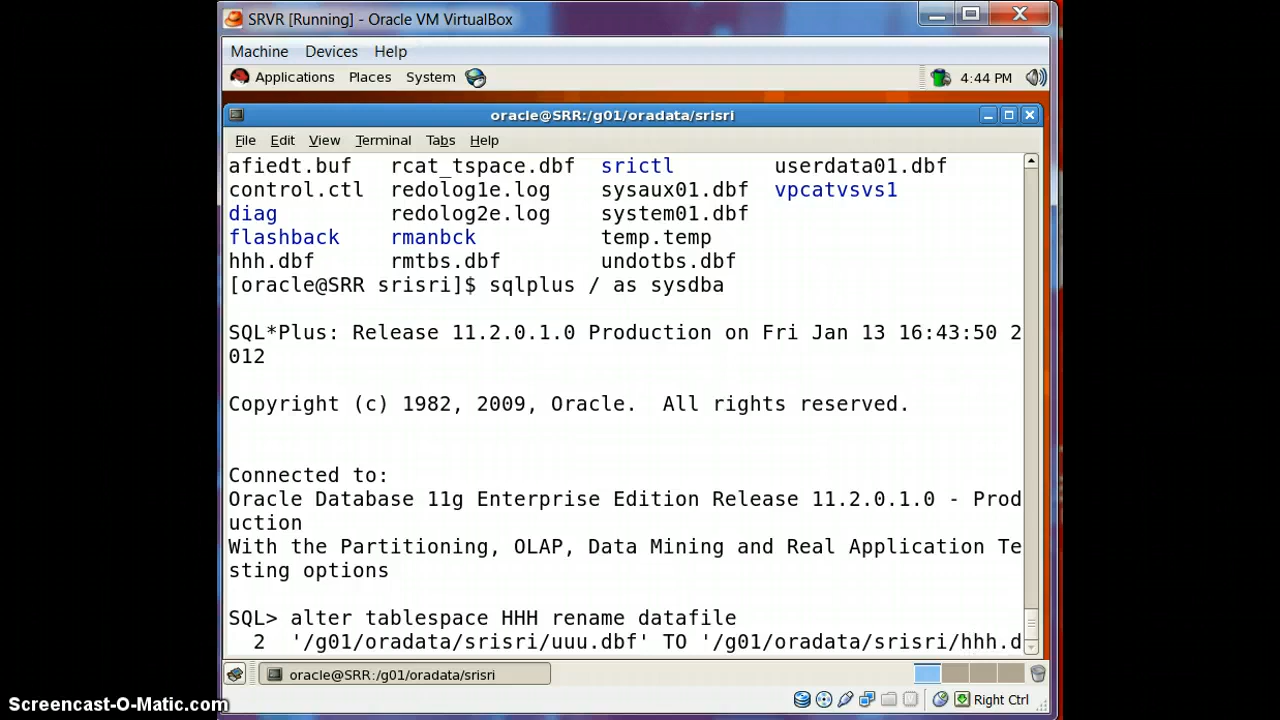 SRVR [Running] - Oracle VM VirtualBox
Machine Devices Help
Applications Places System 4:44 PM
oracle@SRR:/g01/oradata/srisri
File Edit View Terminal Tabs Help
afiedt.buf rcat_tspace.dbf srictl userdata01.dbf
control.ctl redolog1e.log sysaux01.dbf vpcatvsvs1
diag redolog2e.log system01.dbf
flashback rmanbck temp.temp
hhh.dbf rmtbs.dbf undotbs.dbf
[oracle@SRR srisri]$ sqlplus / as sysdba
SQL*Plus: Release 11.2.0.1.0 Production on Fri Jan 13 16:43:50 2
012
Copyright (c) 1982, 2009, Oracle.  All rights reserved.
Connected to:
Oracle Database 11g Enterprise Edition Release 11.2.0.1.0 - Prod
uction
With the Partitioning, OLAP, Data Mining and Real Application Te
sting options
SQL> alter tablespace HHH rename datafile
2 '/g01/oradata/srisri/uuu.dbf' TO '/g01/oradata/srisri/hhh.d
oracle@SRR:/g01/oradata/srisri
Right Ctrl
Screencast-O-Matic.com